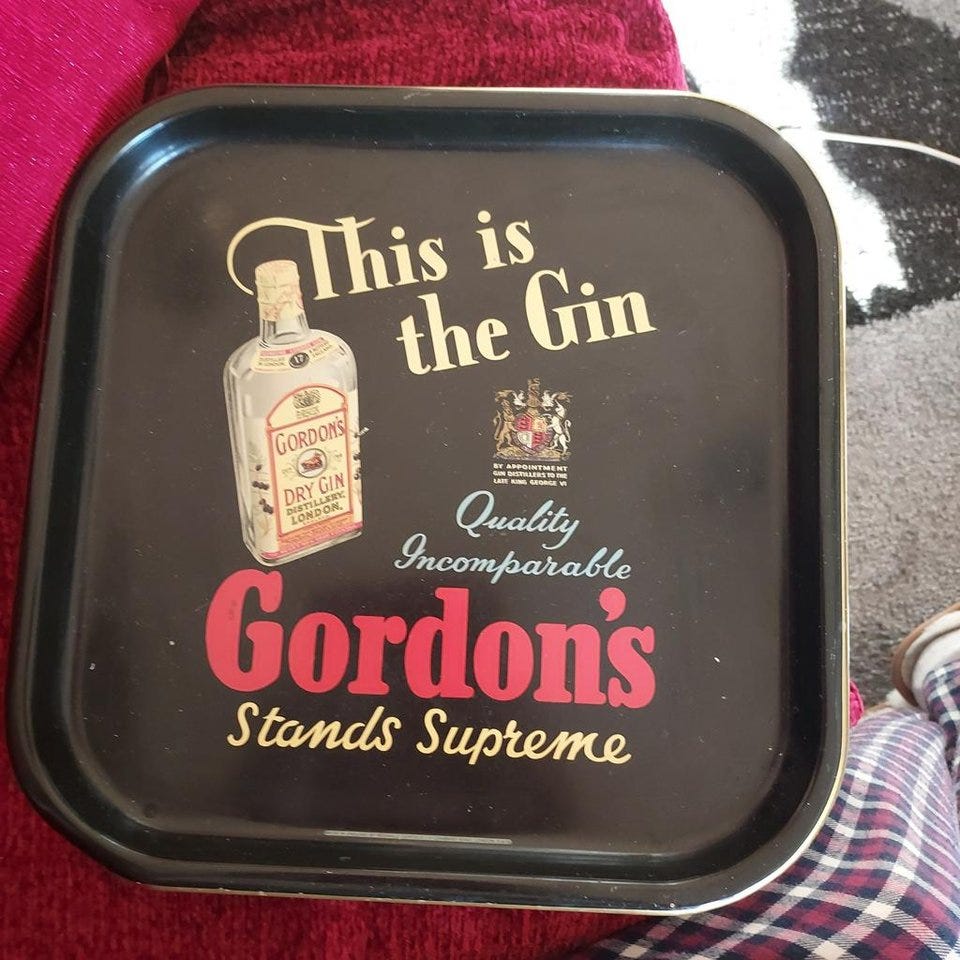 This is
the Gin
17
GORDON'S
DRY GIN
DISTILLERY,
LONDON.
BY APPOINTMENT
GIN DISTILLERS TO THE
LATE KING GEORGE VI
Quality
Incomparable
Gordon's
Stands Supreme